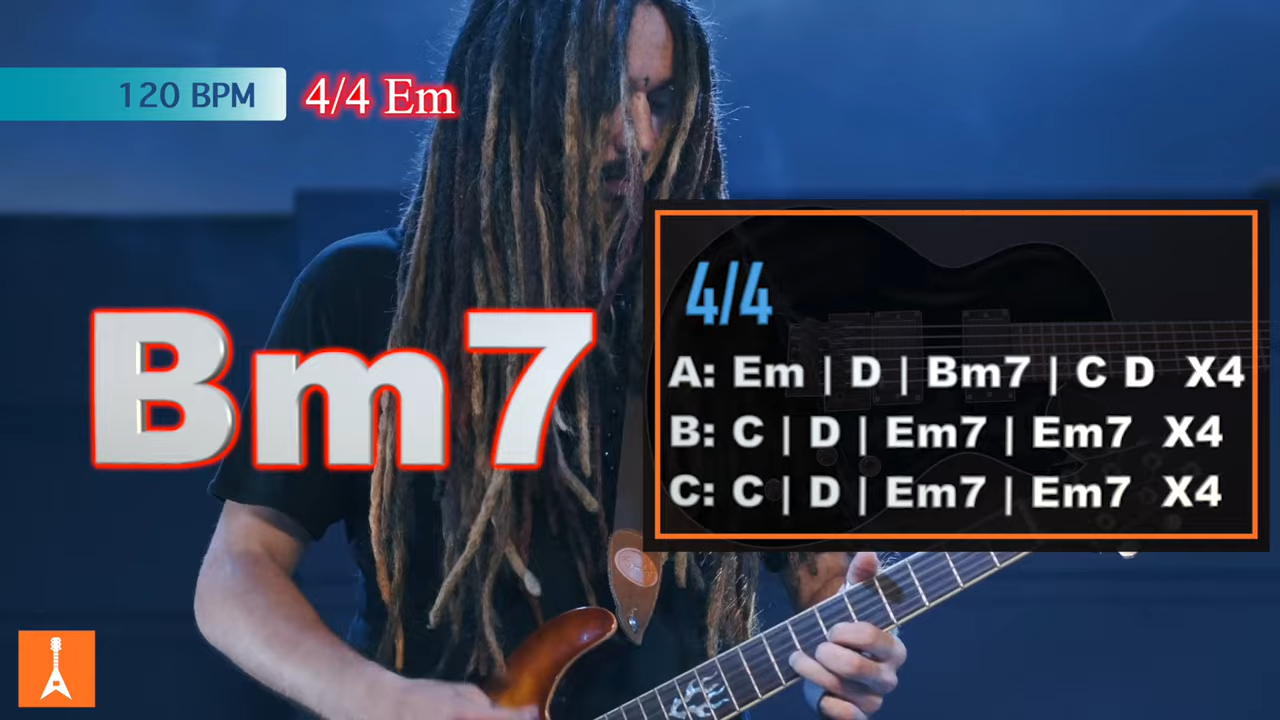 120 BPM 4/4 Em
Bm7
4/4
A: Em | D | Bm7 | C D X4
B: C | D | Em7 | Em7 X4
C: C | D | Em7 | Em7 X4